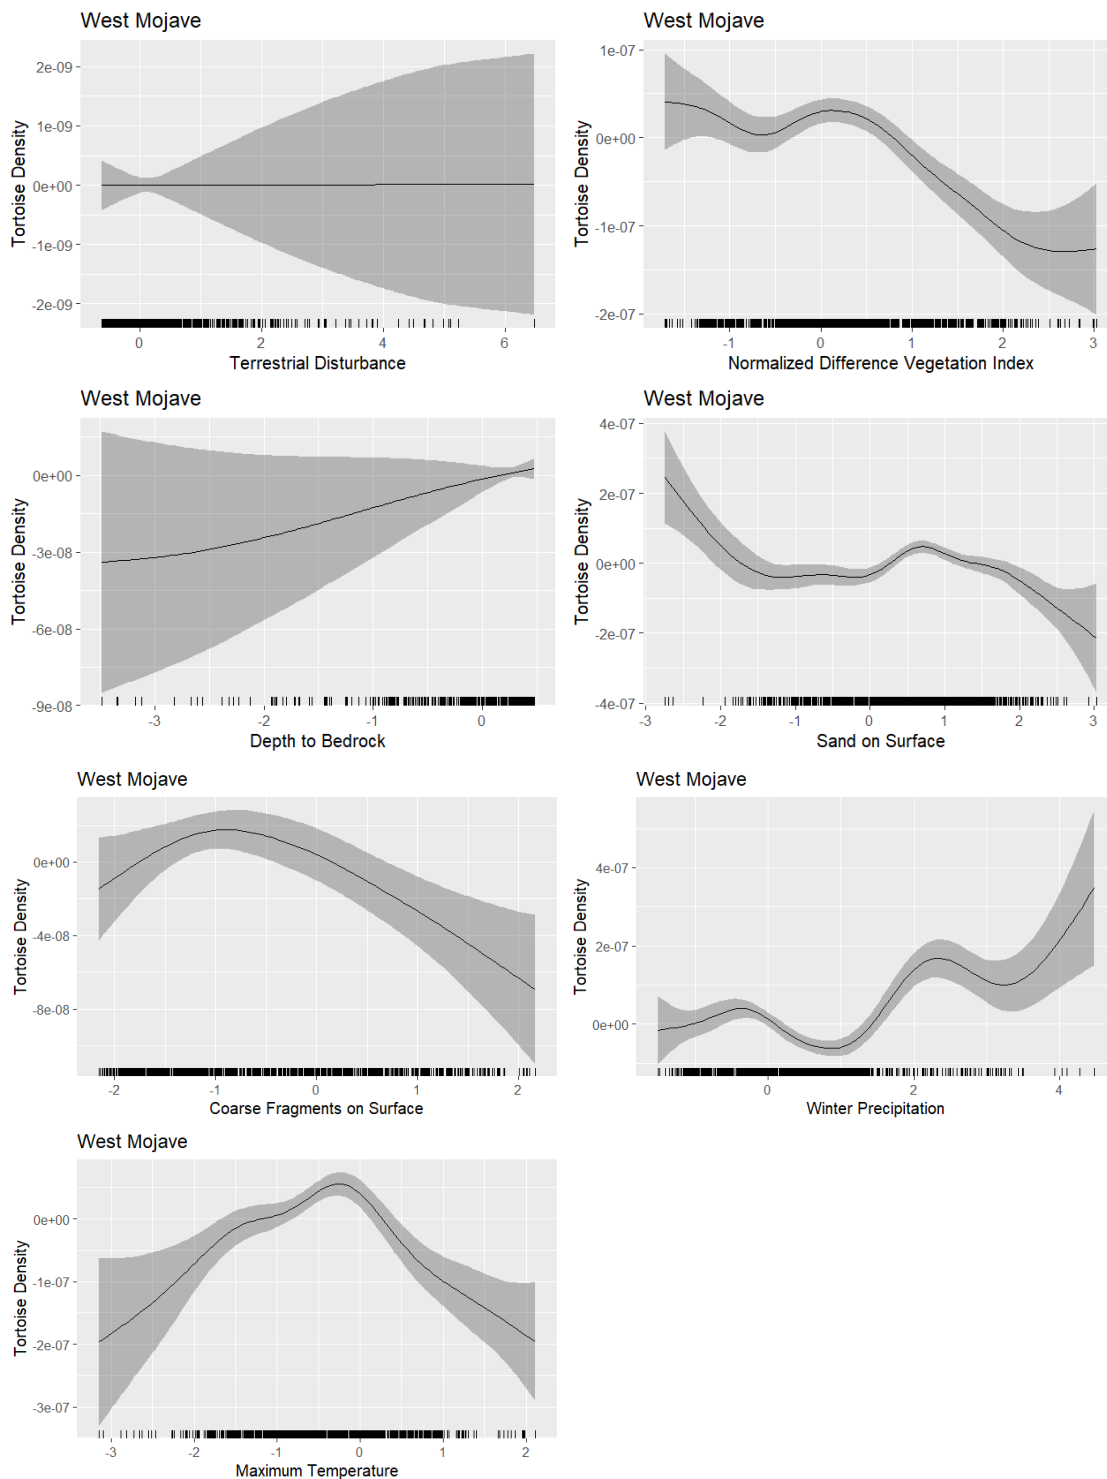 West Mojave
Tortoise Density
2e-09
1e-09
0e+00
-1e-09
-2e-09
0 2 4 6
Terrestrial Disturbance
West Mojave
Tortoise Density
1e-07
0e+00
-1e-07
-2e-07
-1 0 1 2 3
Normalized Difference Vegetation Index
West Mojave
Tortoise Density
0e+00
-3e-08
-6e-08
-9e-08
-3 -2 -1 0
Depth to Bedrock
West Mojave
Tortoise Density
4e-07
2e-07
0e+00
-2e-07
-4e-07
-3 -2 -1 0 1 2 3
Sand on Surface
West Mojave
Tortoise Density
0e+00
-4e-08
-8e-08
-2 -1 0 1 2
Coarse Fragments on Surface
West Mojave
Tortoise Density
4e-07
2e-07
0e+00
0 2 4
Winter Precipitation
West Mojave
Tortoise Density
0e+00
-1e-07
-2e-07
-3e-07
-3 -2 -1 0 1 2
Maximum Temperature